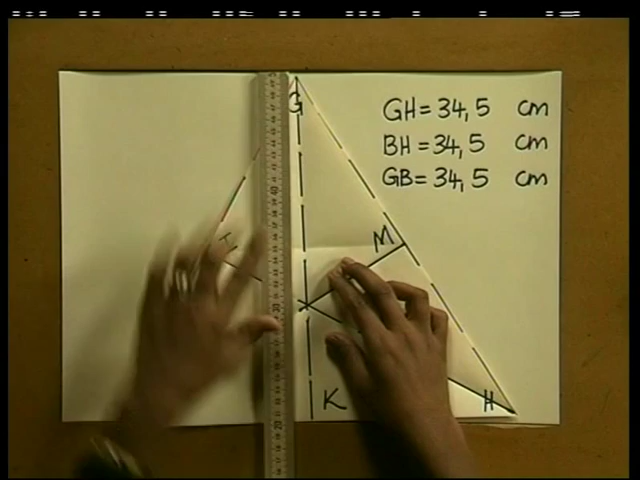 G
GH = 34,5 cm
BH = 34,5 cm
GB = 34,5 cm
I
M
K
H